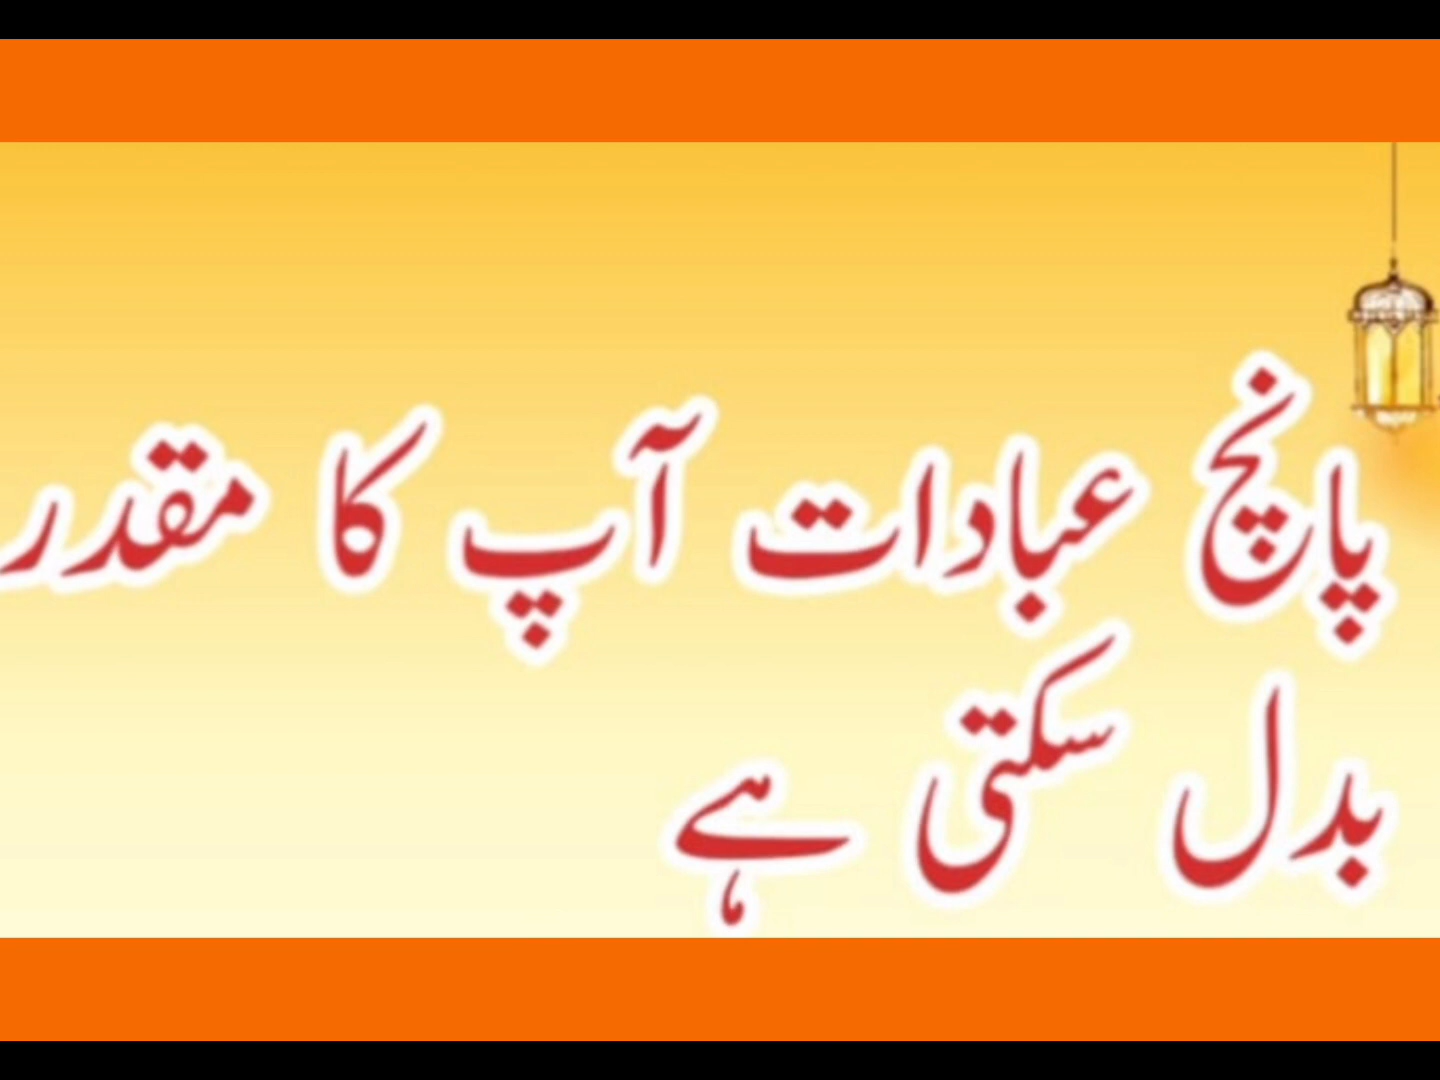 پانچ عبادات آپ کا مقدر
بدل سکتی ہے